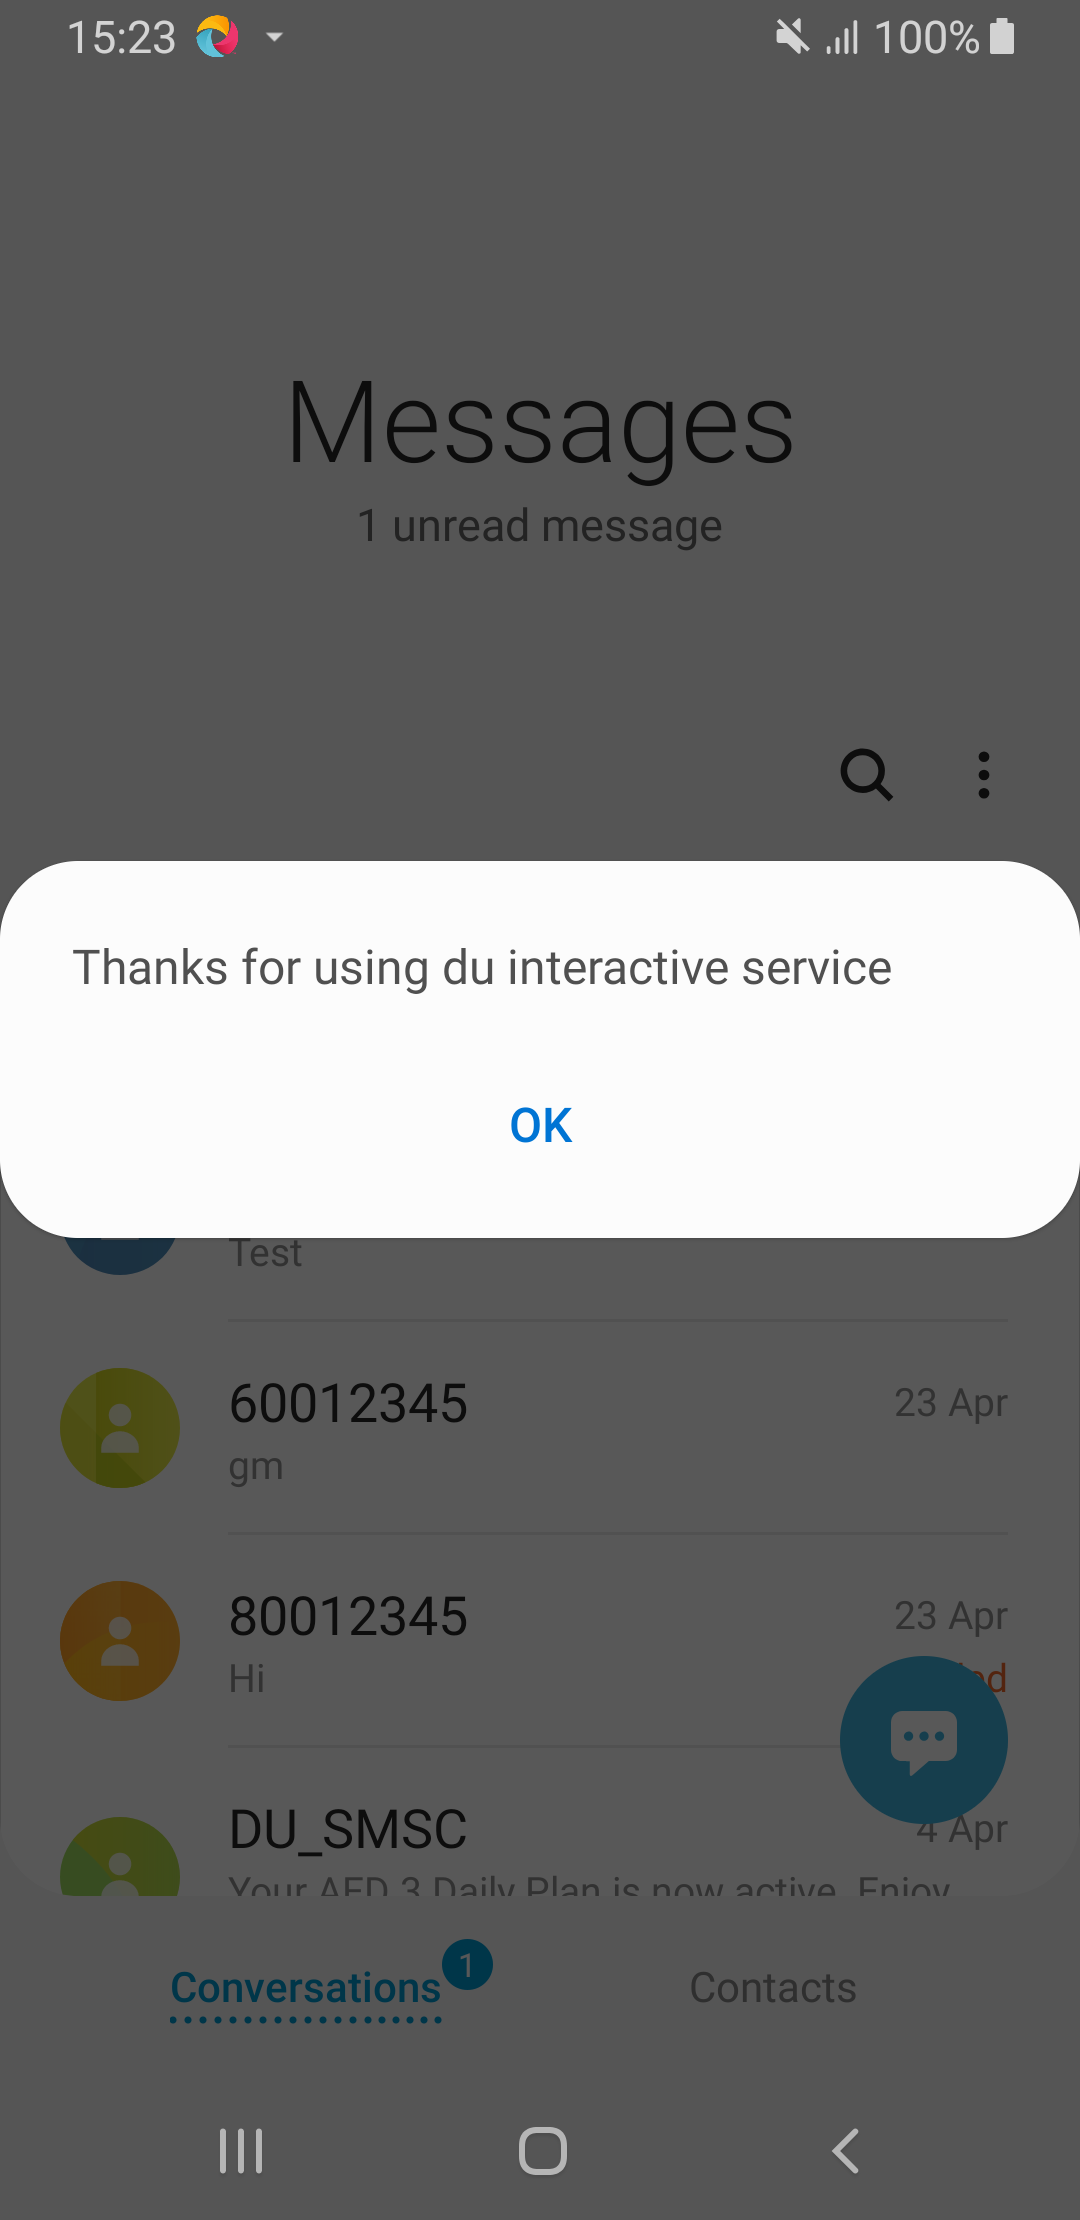 15:23
100%
Messages
1 unread message
Thanks for using du interactive service
OK
Test
60012345
23 Apr
gm
80012345
23 Apr
Hi
DU_SMSC
4 Apr
Your AED 3 Daily Plan is now active. Enjoy
Conversations
1
Contacts